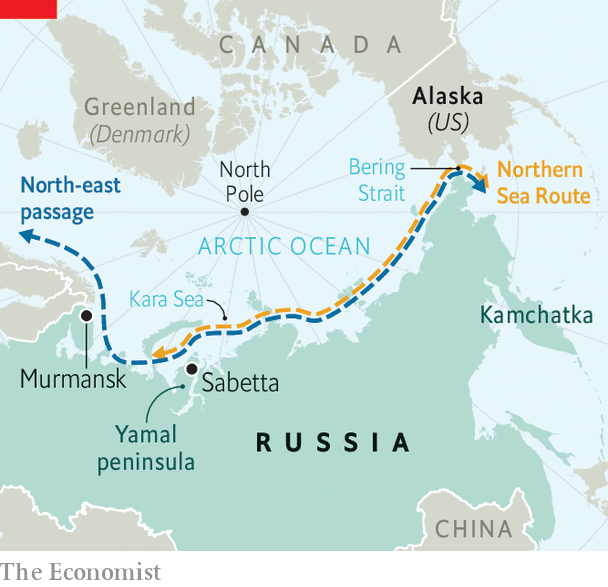 CANADA
Greenland
(Denmark)
Alaska
(US)
North
Pole
Bering
Strait
Northern
Sea Route
North-east
passage
ARCTIC OCEAN
Kara Sea
Kamchatka
Murmansk
Sabetta
Yamal
peninsula
RUSSIA
CHINA
The Economist